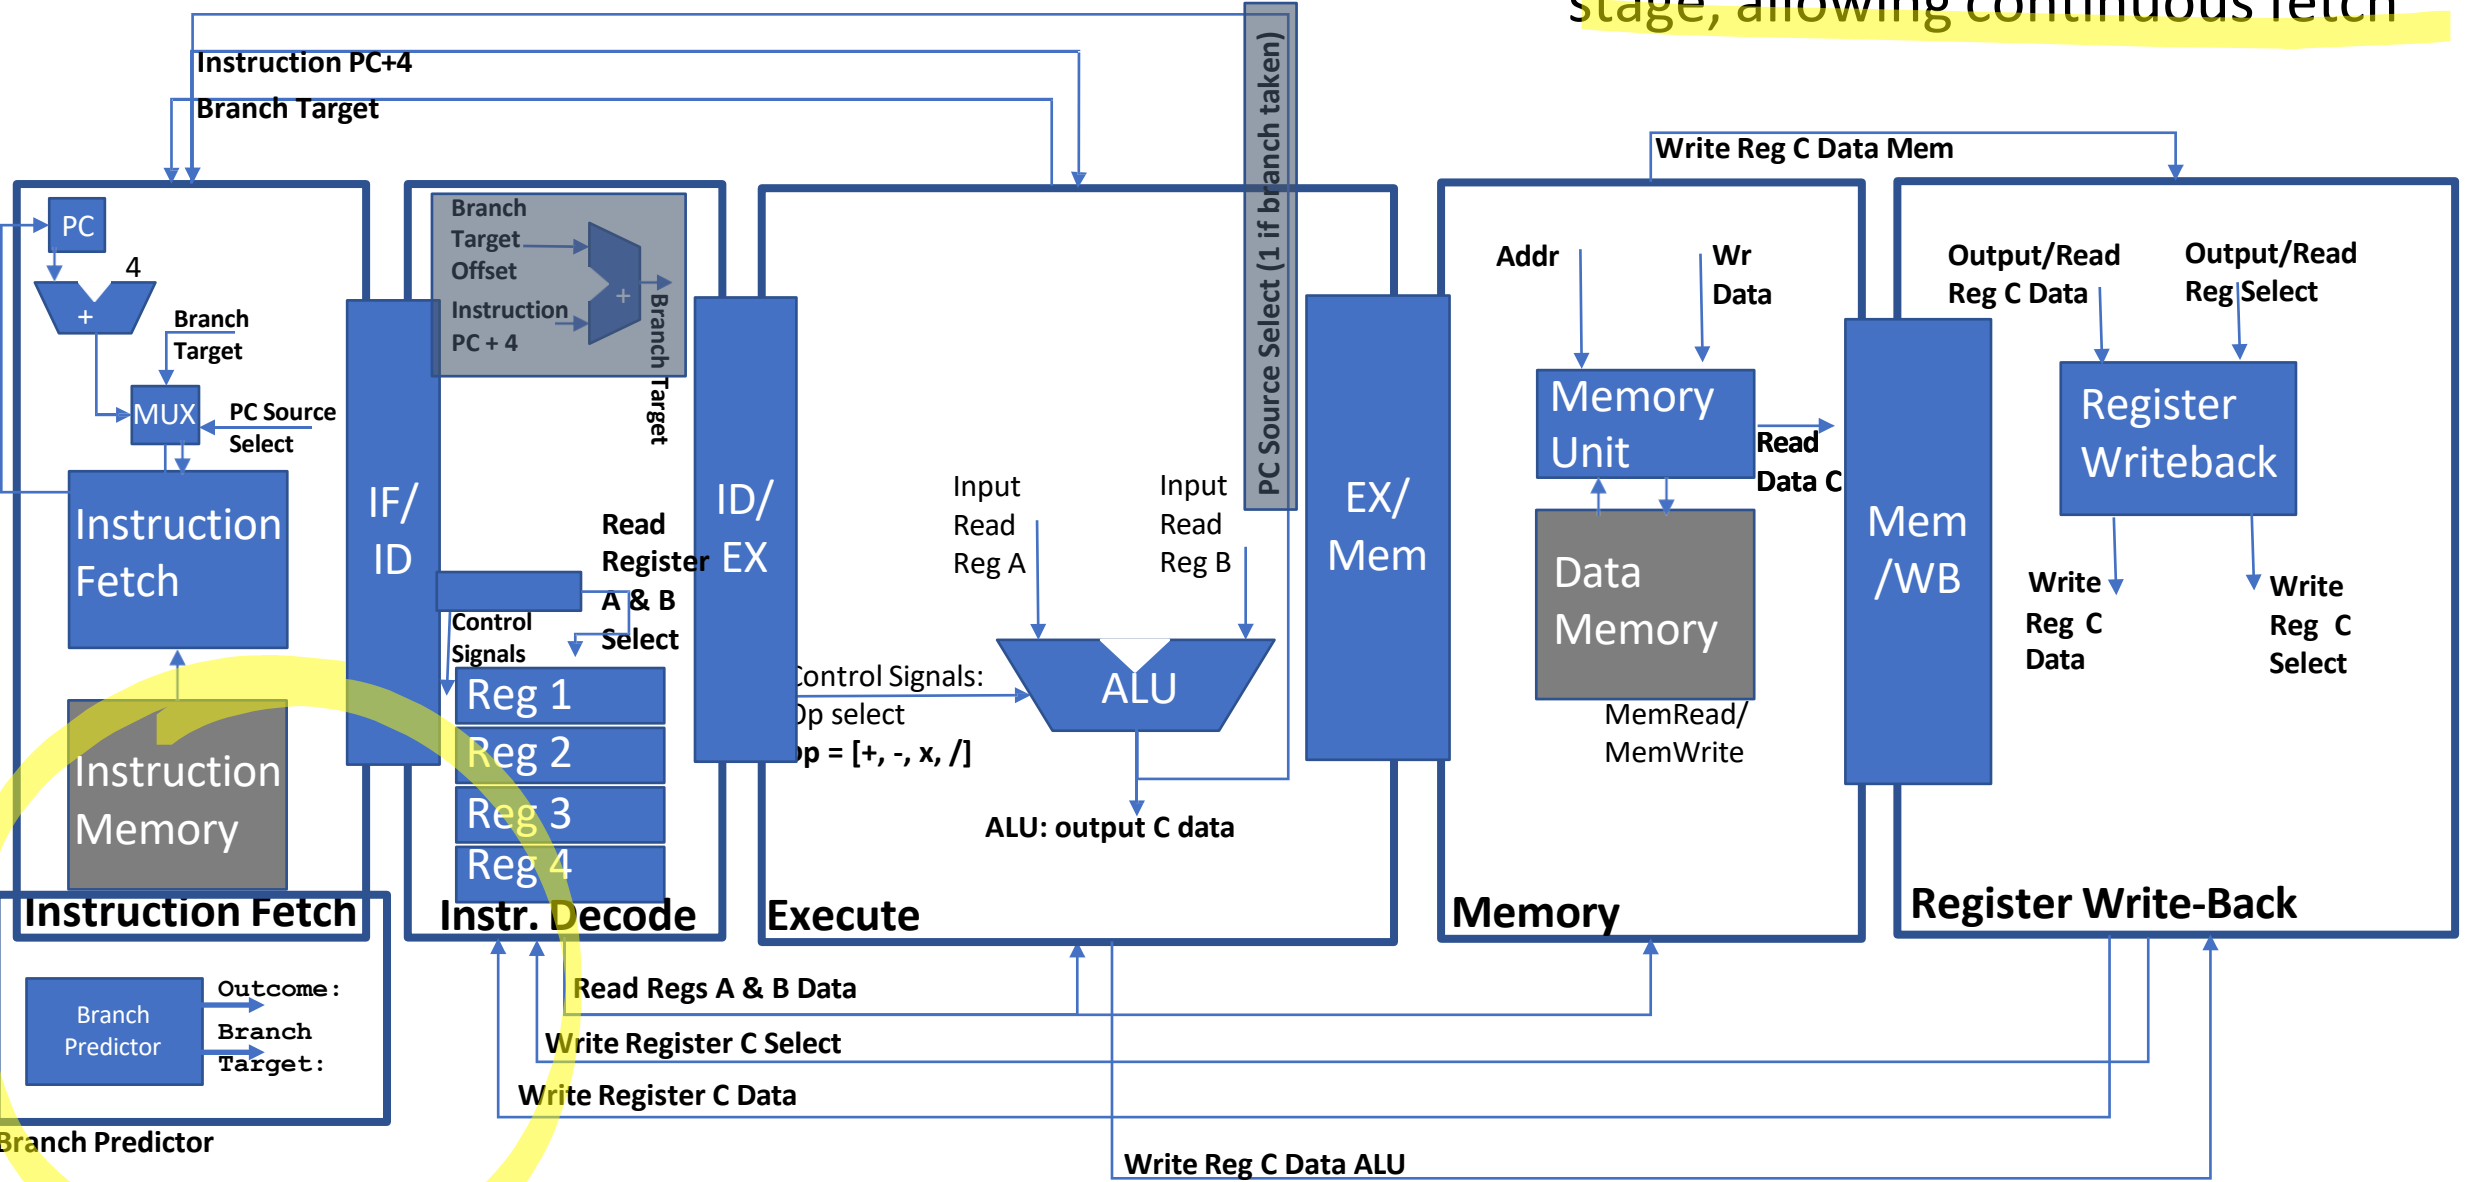 stage, allowing continuous fetch
Instruction PC+4
Branch Target
PC Source Select (1 if branch taken)
Write Reg C Data Mem
PC
4
+
Branch
Target
MUX
PC Source
Select
Instruction
Fetch
Instruction
Memory
Instruction Fetch
IF/
ID
Branch
Target
Offset
Instruction
PC + 4
+
Branch Target
Read
Register
A & B
Select
Control
Signals
Reg 1
Reg 2
Reg 3
Reg 4
Instr. Decode
ID/
EX
Input
Read
Reg A
Input
Read
Reg B
Control Signals:
Op select
op = [+, -, x, /]
ALU
ALU: output C data
Execute
EX/
Mem
Addr
Wr
Data
Memory
Unit
Read
Data C
Data
Memory
MemRead/
MemWrite
Memory
Mem
/WB
Output/Read
Reg C Data
Output/Read
Reg Select
Register
Writeback
Write
Reg C
Data
Write
Reg C
Select
Register Write-Back
Branch
Predictor
Outcome:
Branch
Target:
Branch Predictor
Read Regs A & B Data
Write Register C Select
Write Register C Data
Write Reg C Data ALU